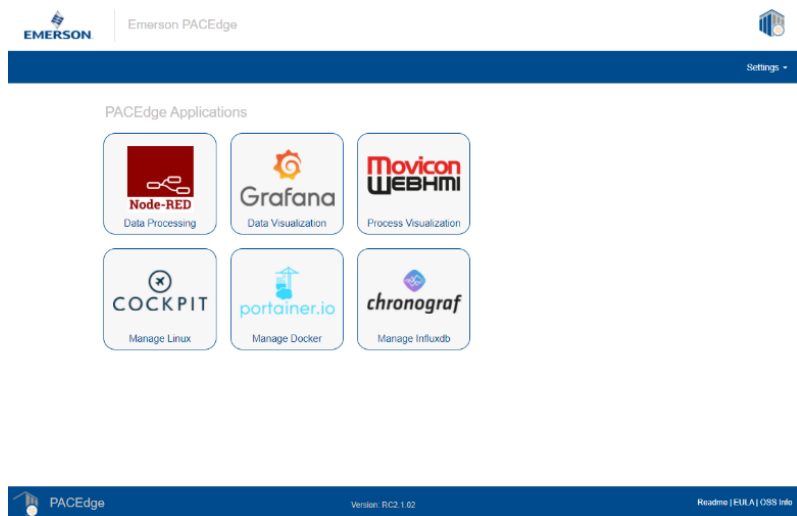 EMERSON
Emerson PACEdge
Settings
PACEdge Applications
Node-RED
Data Processing
Grafana
Data Visualization
Movicon
WEBHMI
Process Visualization
COCKPIT
Manage Linux
portainer.io
Manage Docker
chronograf
Manage Influxdb
PACEdge
Version: RC2.1.02
Readme | EULA | OSS Info